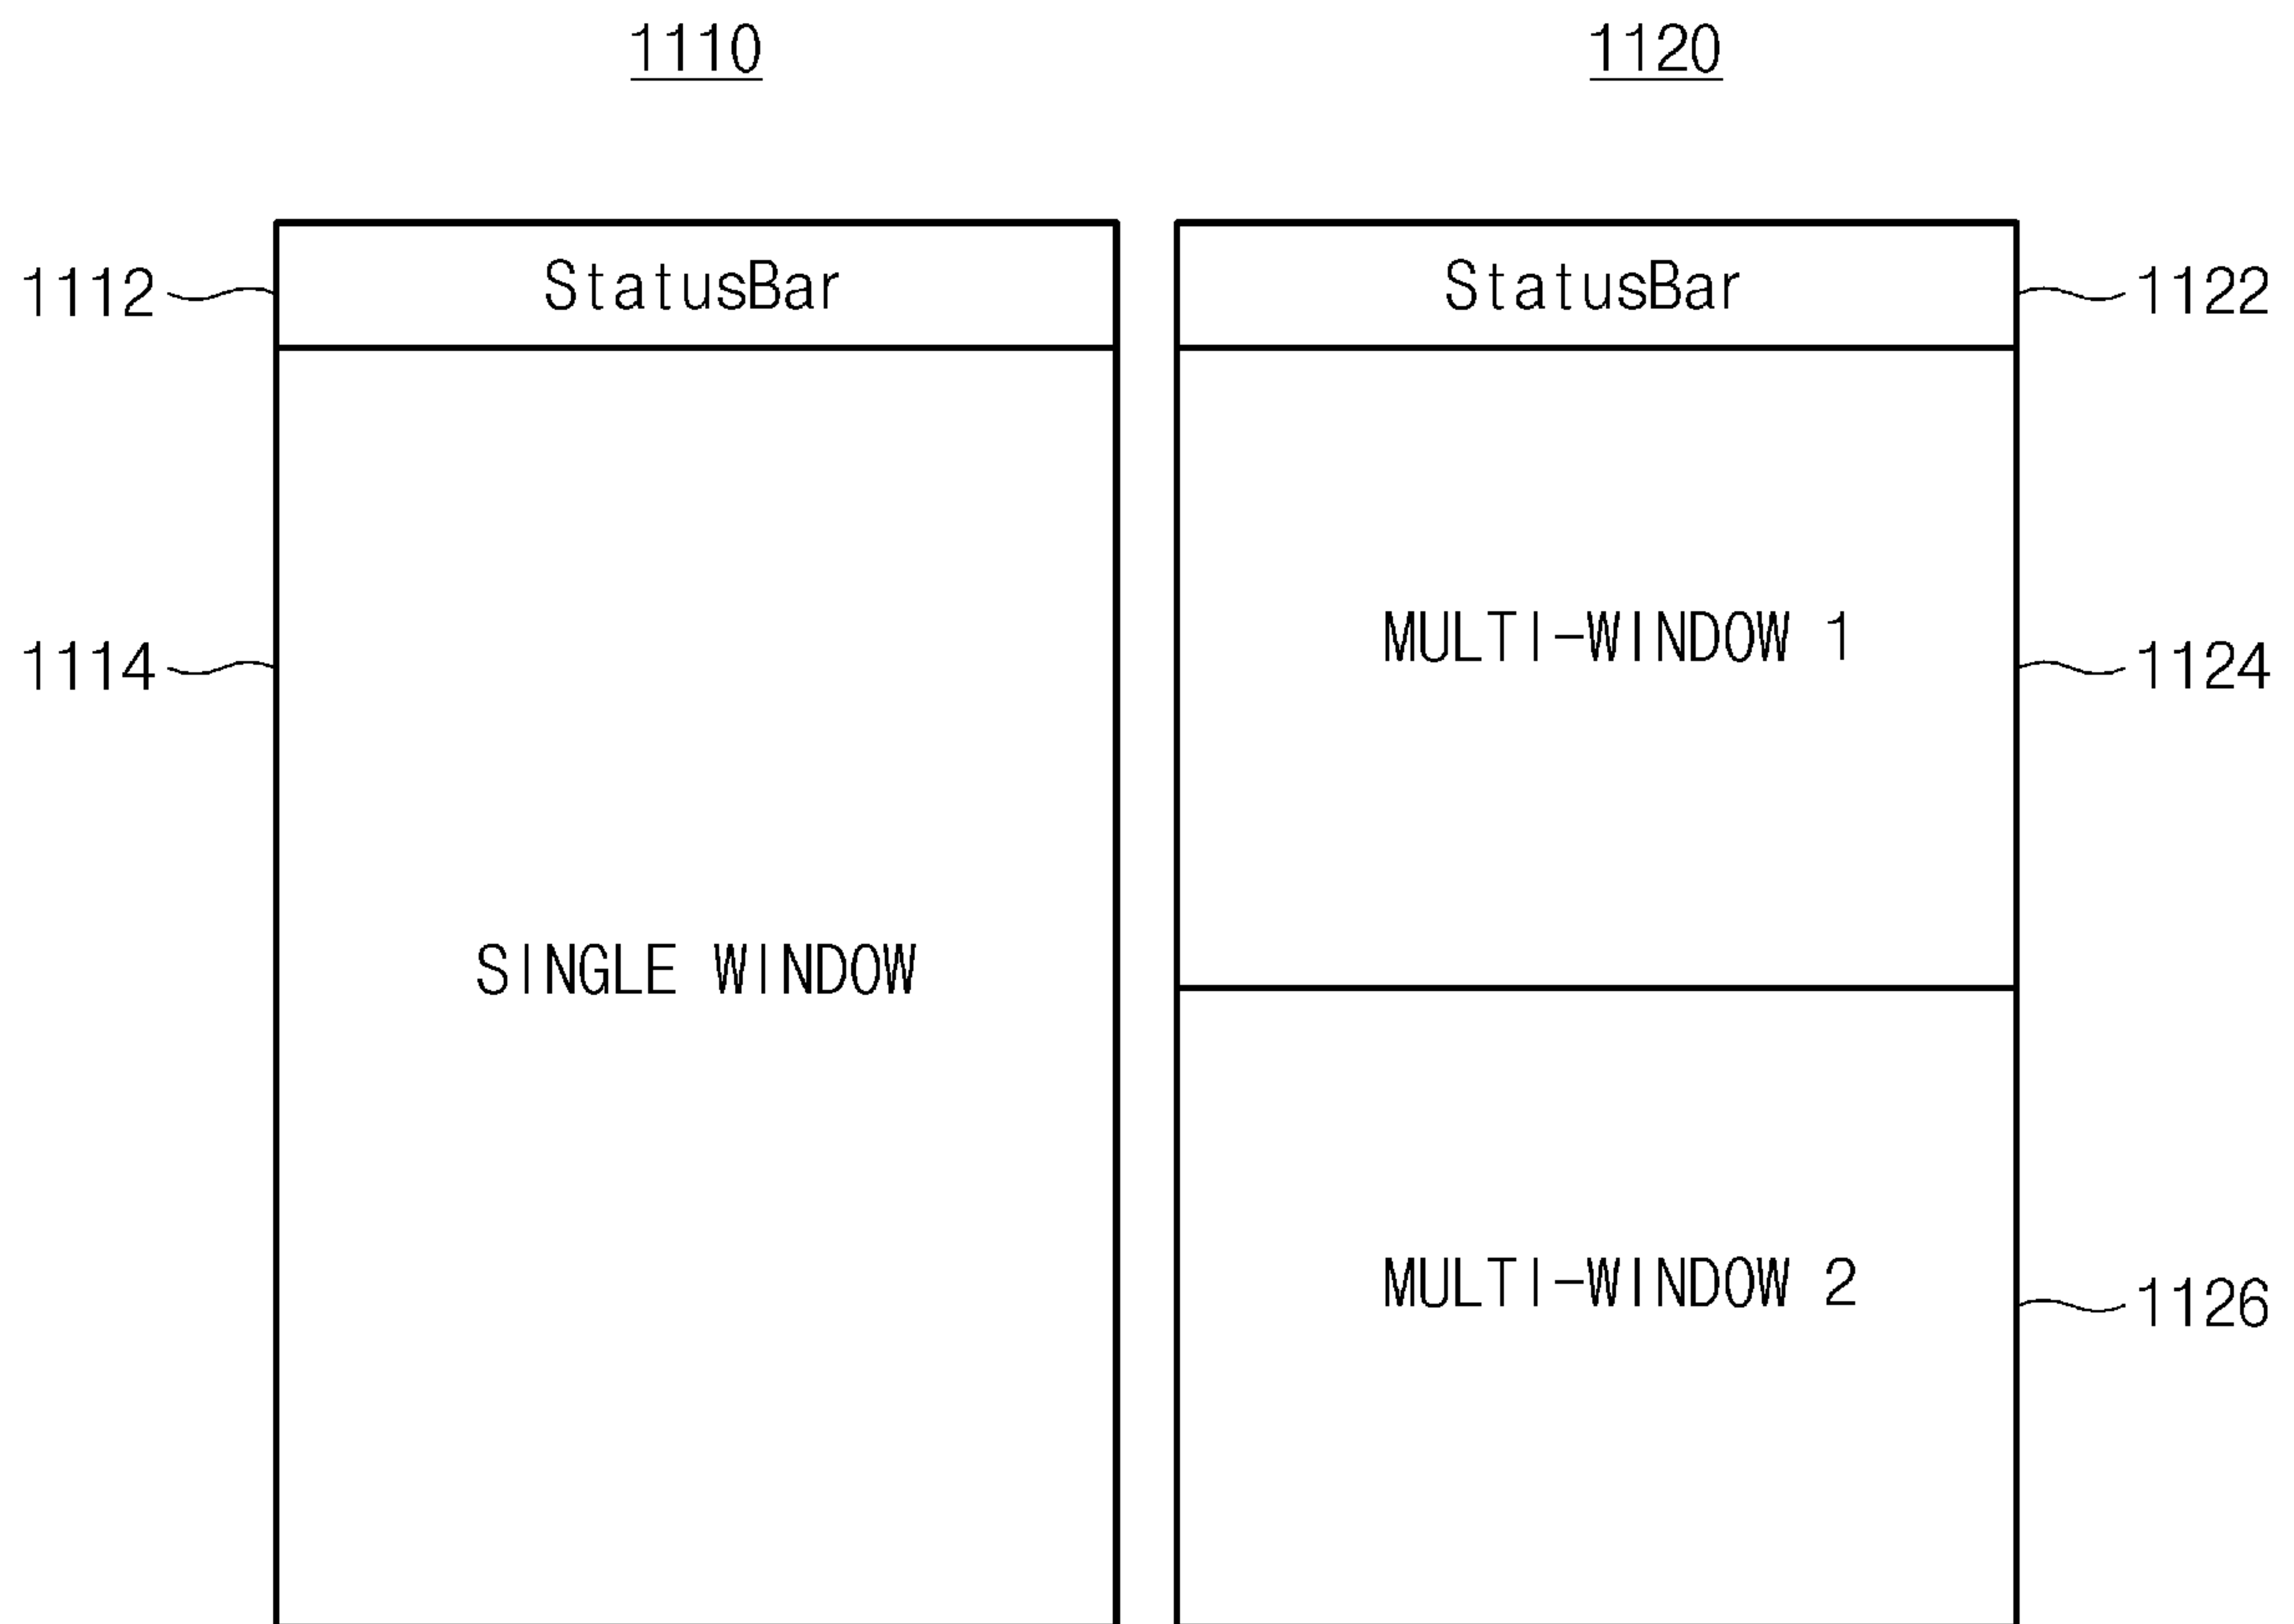 1110 1120
1112 StatusBar StatusBar 1122
MULTI-WINDOW 1
1114 1124
SINGLE WINDOW
MULTI-WINDOW 2
1126